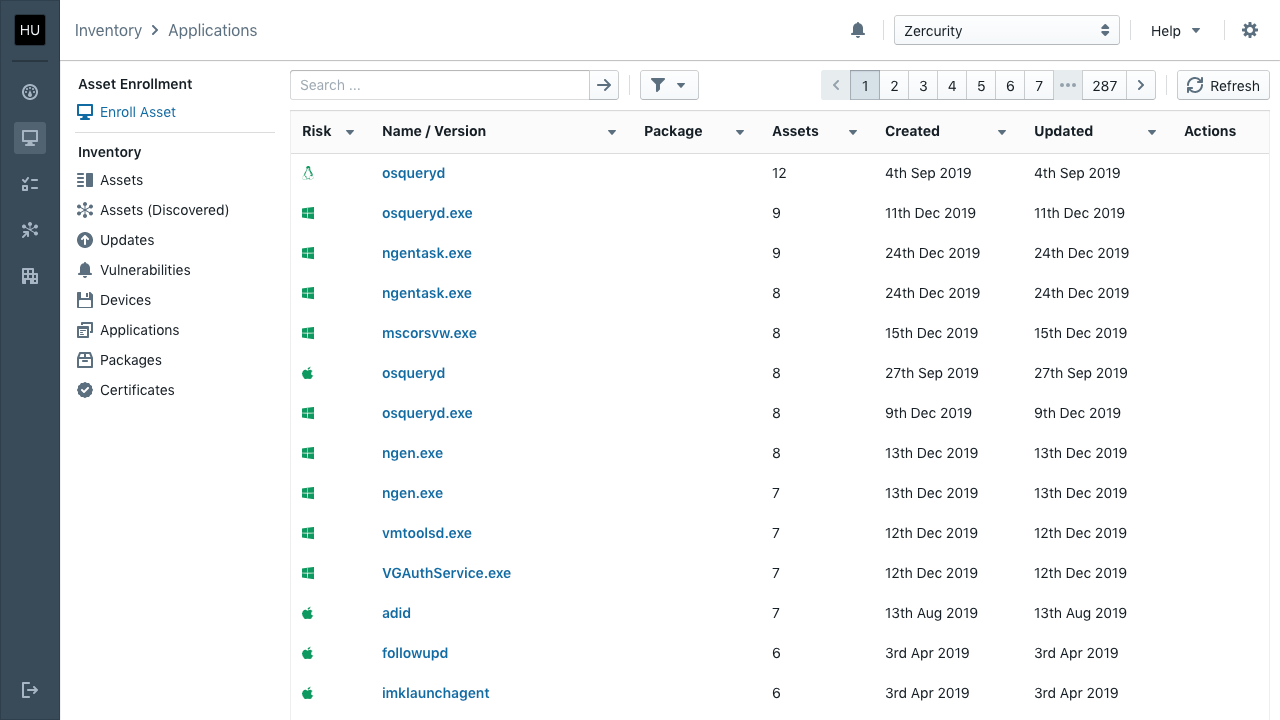 HU
Inventory Applications
Zercurity
Help
Asset Enrollment
Enroll Asset
Inventory
Assets
Assets (Discovered)
Updates
Vulnerabilities
Devices
Applications
Packages
Certificates
Search ...
1 2 3 4 5 6 7 ••• 287
Refresh
Risk Name / Version Package Assets Created Updated Actions
osqueryd 12 4th Sep 2019 4th Sep 2019
osqueryd.exe 9 11th Dec 2019 11th Dec 2019
ngentask.exe 9 24th Dec 2019 24th Dec 2019
ngentask.exe 8 24th Dec 2019 24th Dec 2019
mscorsvw.exe 8 15th Dec 2019 15th Dec 2019
osqueryd 8 27th Sep 2019 27th Sep 2019
osqueryd.exe 8 9th Dec 2019 9th Dec 2019
ngen.exe 8 13th Dec 2019 13th Dec 2019
ngen.exe 7 13th Dec 2019 13th Dec 2019
vmtoolsd.exe 7 12th Dec 2019 12th Dec 2019
VGAuthService.exe 7 12th Dec 2019 12th Dec 2019
adid 7 13th Aug 2019 13th Aug 2019
followupd 6 3rd Apr 2019 3rd Apr 2019
imklaunchagent 6 3rd Apr 2019 3rd Apr 2019